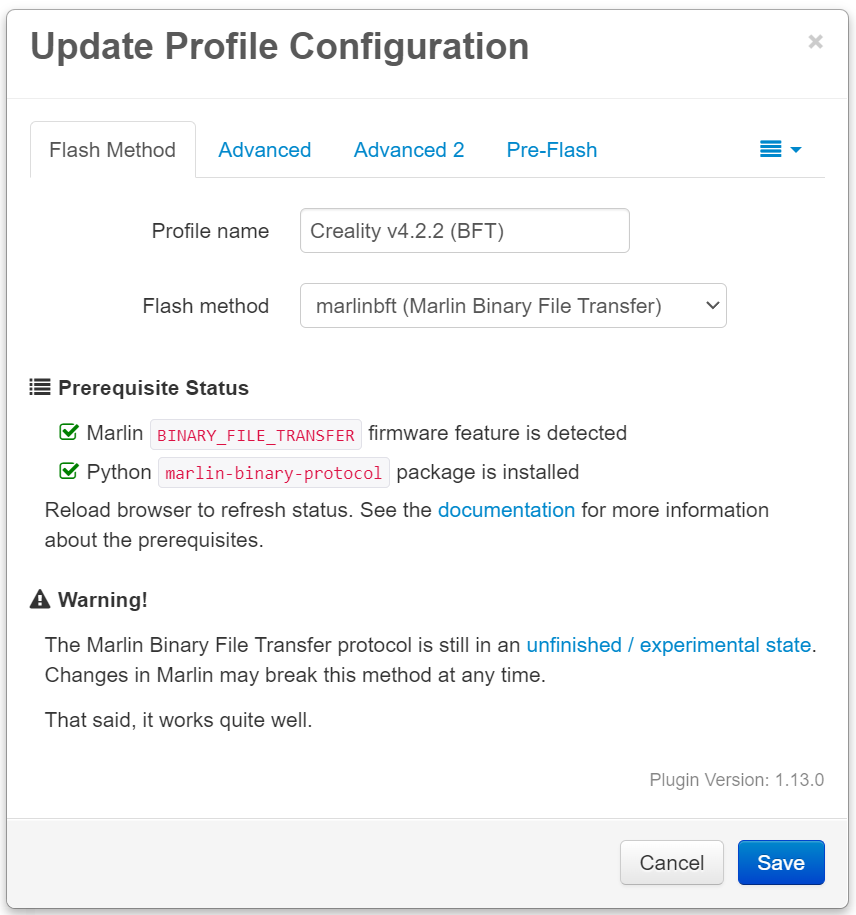 Update Profile Configuration
×
Flash Method
Advanced
Advanced 2
Pre-Flash
Profile name
Creality v4.2.2 (BFT)
Flash method
marlinbft (Marlin Binary File Transfer)
Prerequisite Status
Marlin BINARY_FILE_TRANSFER firmware feature is detected
Python marlin-binary-protocol package is installed
Reload browser to refresh status. See the documentation for more information
about the prerequisites.
Warning!
The Marlin Binary File Transfer protocol is still in an unfinished / experimental state.
Changes in Marlin may break this method at any time.
That said, it works quite well.
Plugin Version: 1.13.0
Cancel
Save